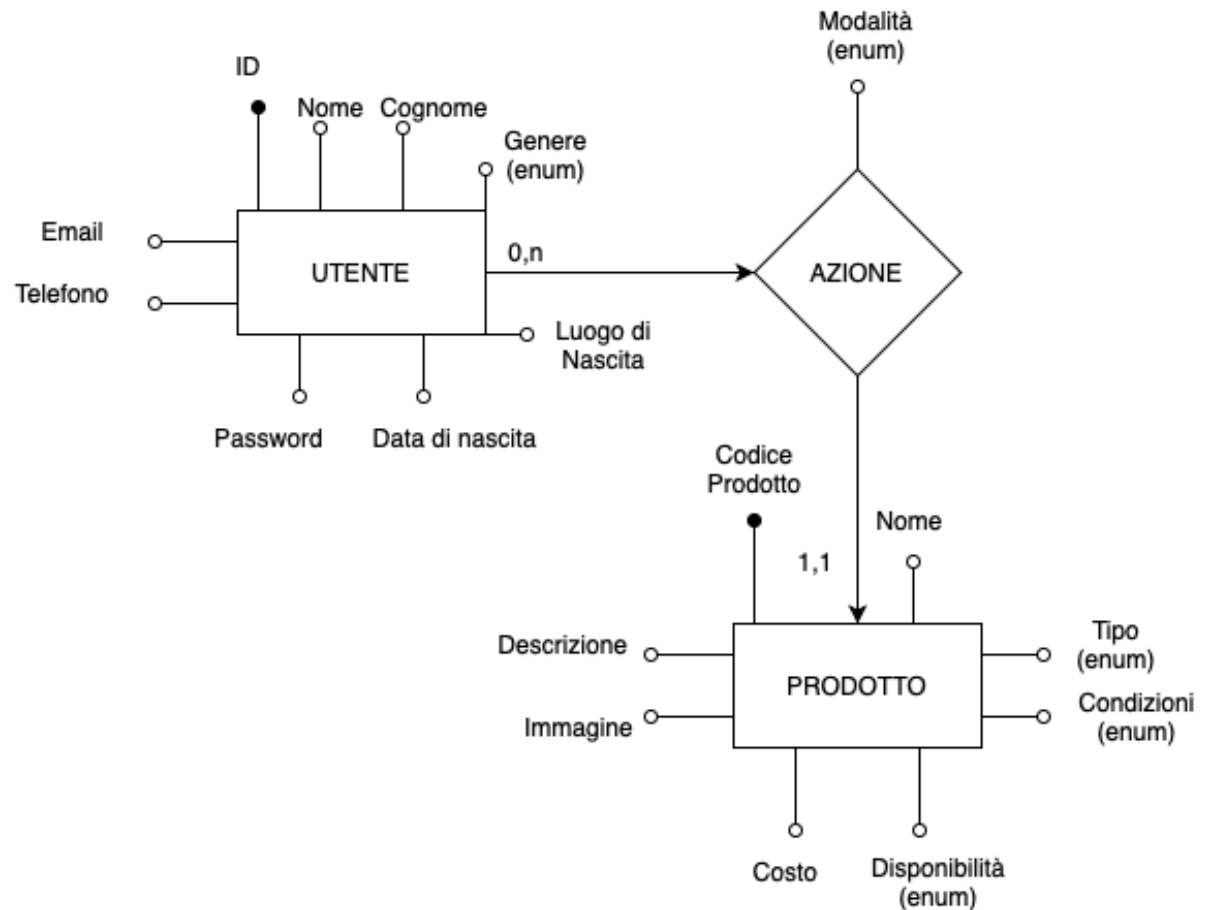 Modalità
(enum)
ID
Nome
Cognome
Genere
(enum)
Email
UTENTE
0,n
AZIONE
Telefono
Luogo di
Nascita
Password
Data di nascita
Codice
Prodotto
Nome
1,1
Descrizione
Tipo
(enum)
PRODOTTO
Immagine
Condizioni
(enum)
Costo
Disponibilità
(enum)